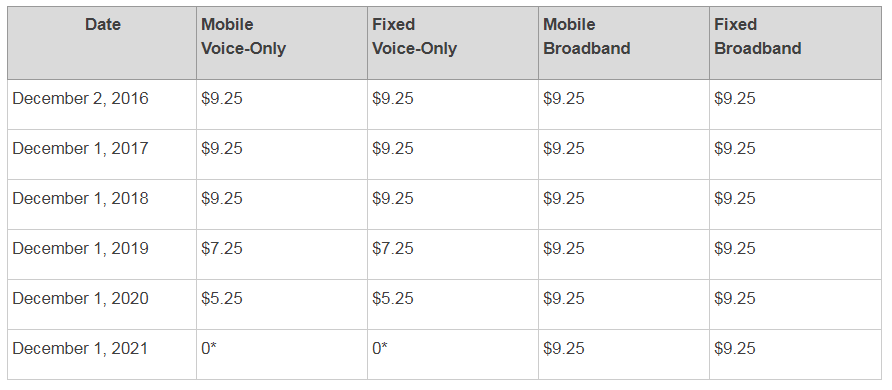 Date Mobile Voice-Only Fixed Voice-Only Mobile Broadband Fixed Broadband
December 2, 2016 $9.25 $9.25 $9.25 $9.25
December 1, 2017 $9.25 $9.25 $9.25 $9.25
December 1, 2018 $9.25 $9.25 $9.25 $9.25
December 1, 2019 $7.25 $7.25 $9.25 $9.25
December 1, 2020 $5.25 $5.25 $9.25 $9.25
December 1, 2021 0* 0* $9.25 $9.25